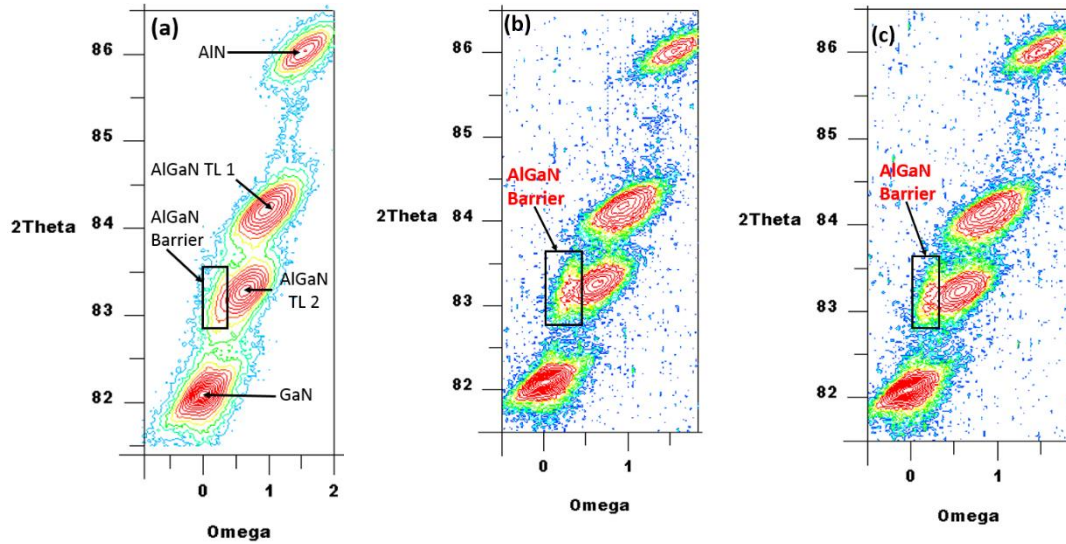 (a)
86
AlN
85
AlGaN TL 1
84
2Theta
AlGaN
Barrier
AlGaN
TL 2
83
82
GaN
0
1
2
Omega
(b)
86
85
AlGaN
Barrier
84
2Theta
83
82
0
1
Omega
(c)
86
85
AlGaN
Barrier
84
2Theta
83
82
0
1
Omega